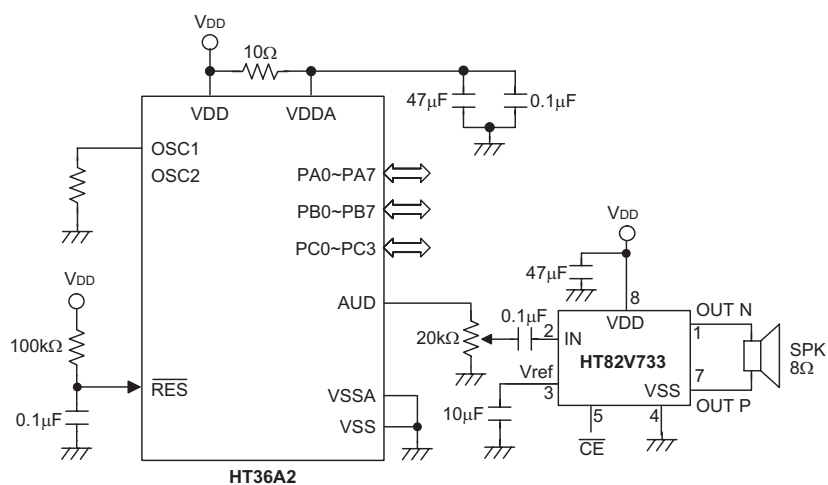 VDD
10Ω
VDD
VDDA
47μF
0.1μF
OSC1
OSC2
PA0~PA7
PB0~PB7
PC0~PC3
VDD
VDD
47μF
8
AUD
0.1μF
OUT N
VDD
1
100kΩ
20kΩ
2
IN
HT82V733
SPK
8Ω
RES
Vref
3
VSS
7
OUT P
VSSA
0.1μF
10μF
5
4
VSS
CE
HT36A2